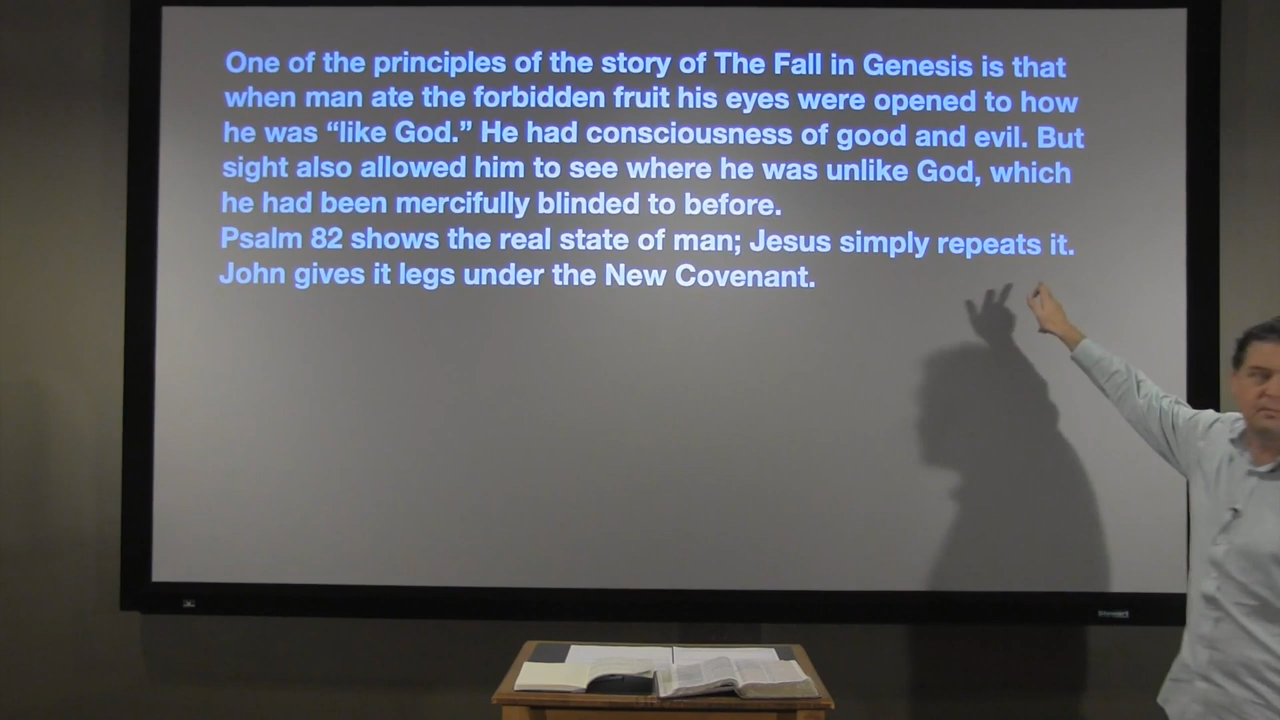 One of the principles of the story of The Fall in Genesis is that
when man ate the forbidden fruit his eyes were opened to how
he was “like God.” He had consciousness of good and evil. But
sight also allowed him to see where he was unlike God, which
he had been mercifully blinded to before.
Psalm 82 shows the real state of man; Jesus simply repeats it.
John gives it legs under the New Covenant.